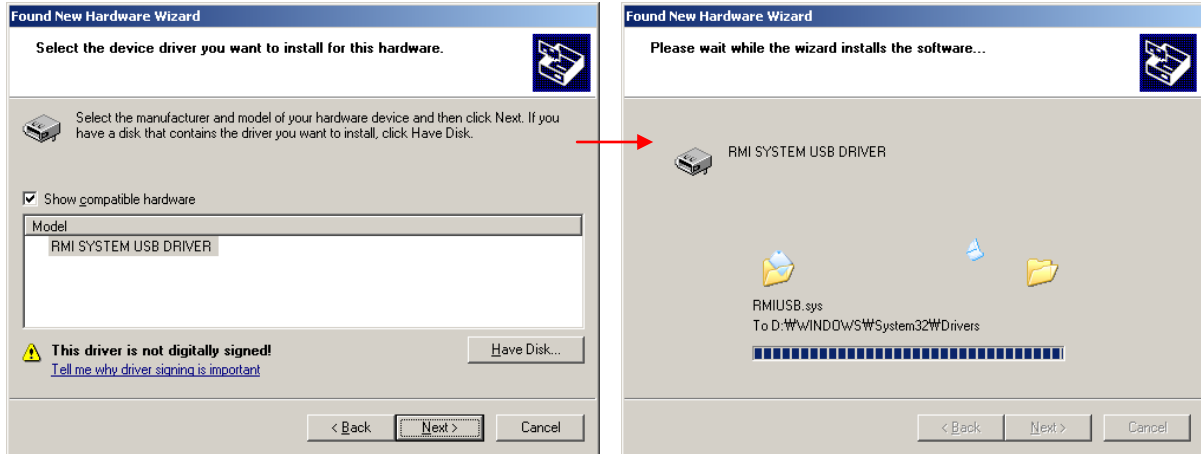 Found New Hardware Wizard
Select the device driver you want to install for this hardware.
Select the manufacturer and model of your hardware device and then click Next. If you
have a disk that contains the driver you want to install, click Have Disk.
Show compatible hardware
Model
RMI SYSTEM USB DRIVER
This driver is not digitally signed!
Tell me why driver signing is important
Have Disk...
< Back
Next >
Cancel
Found New Hardware Wizard
Please wait while the wizard installs the software...
RMI SYSTEM USB DRIVER
RMIUSB.sys
To D:₩WINDOWS₩System32₩Drivers
< Back
Next >
Cancel